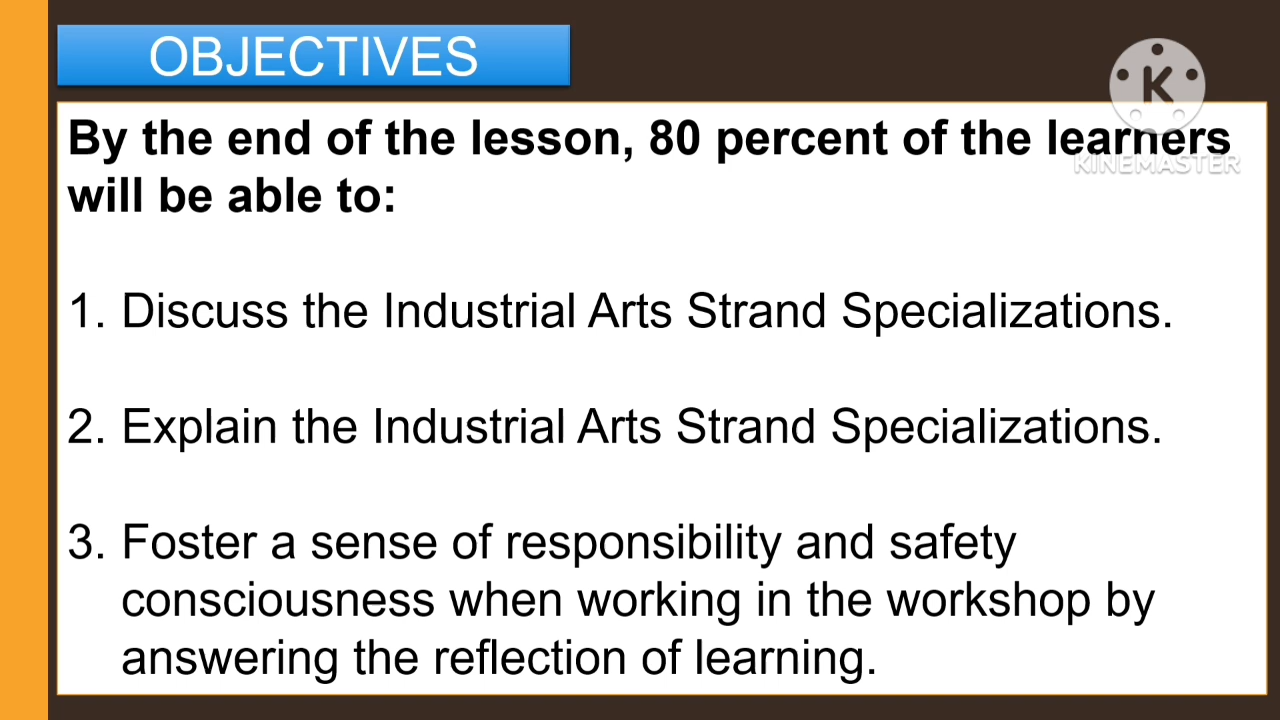 OBJECTIVES
By the end of the lesson, 80 percent of the learners
will be able to:
1. Discuss the Industrial Arts Strand Specializations.
2. Explain the Industrial Arts Strand Specializations.
3. Foster a sense of responsibility and safety
consciousness when working in the workshop by
answering the reflection of learning.
K
KINEMASTER